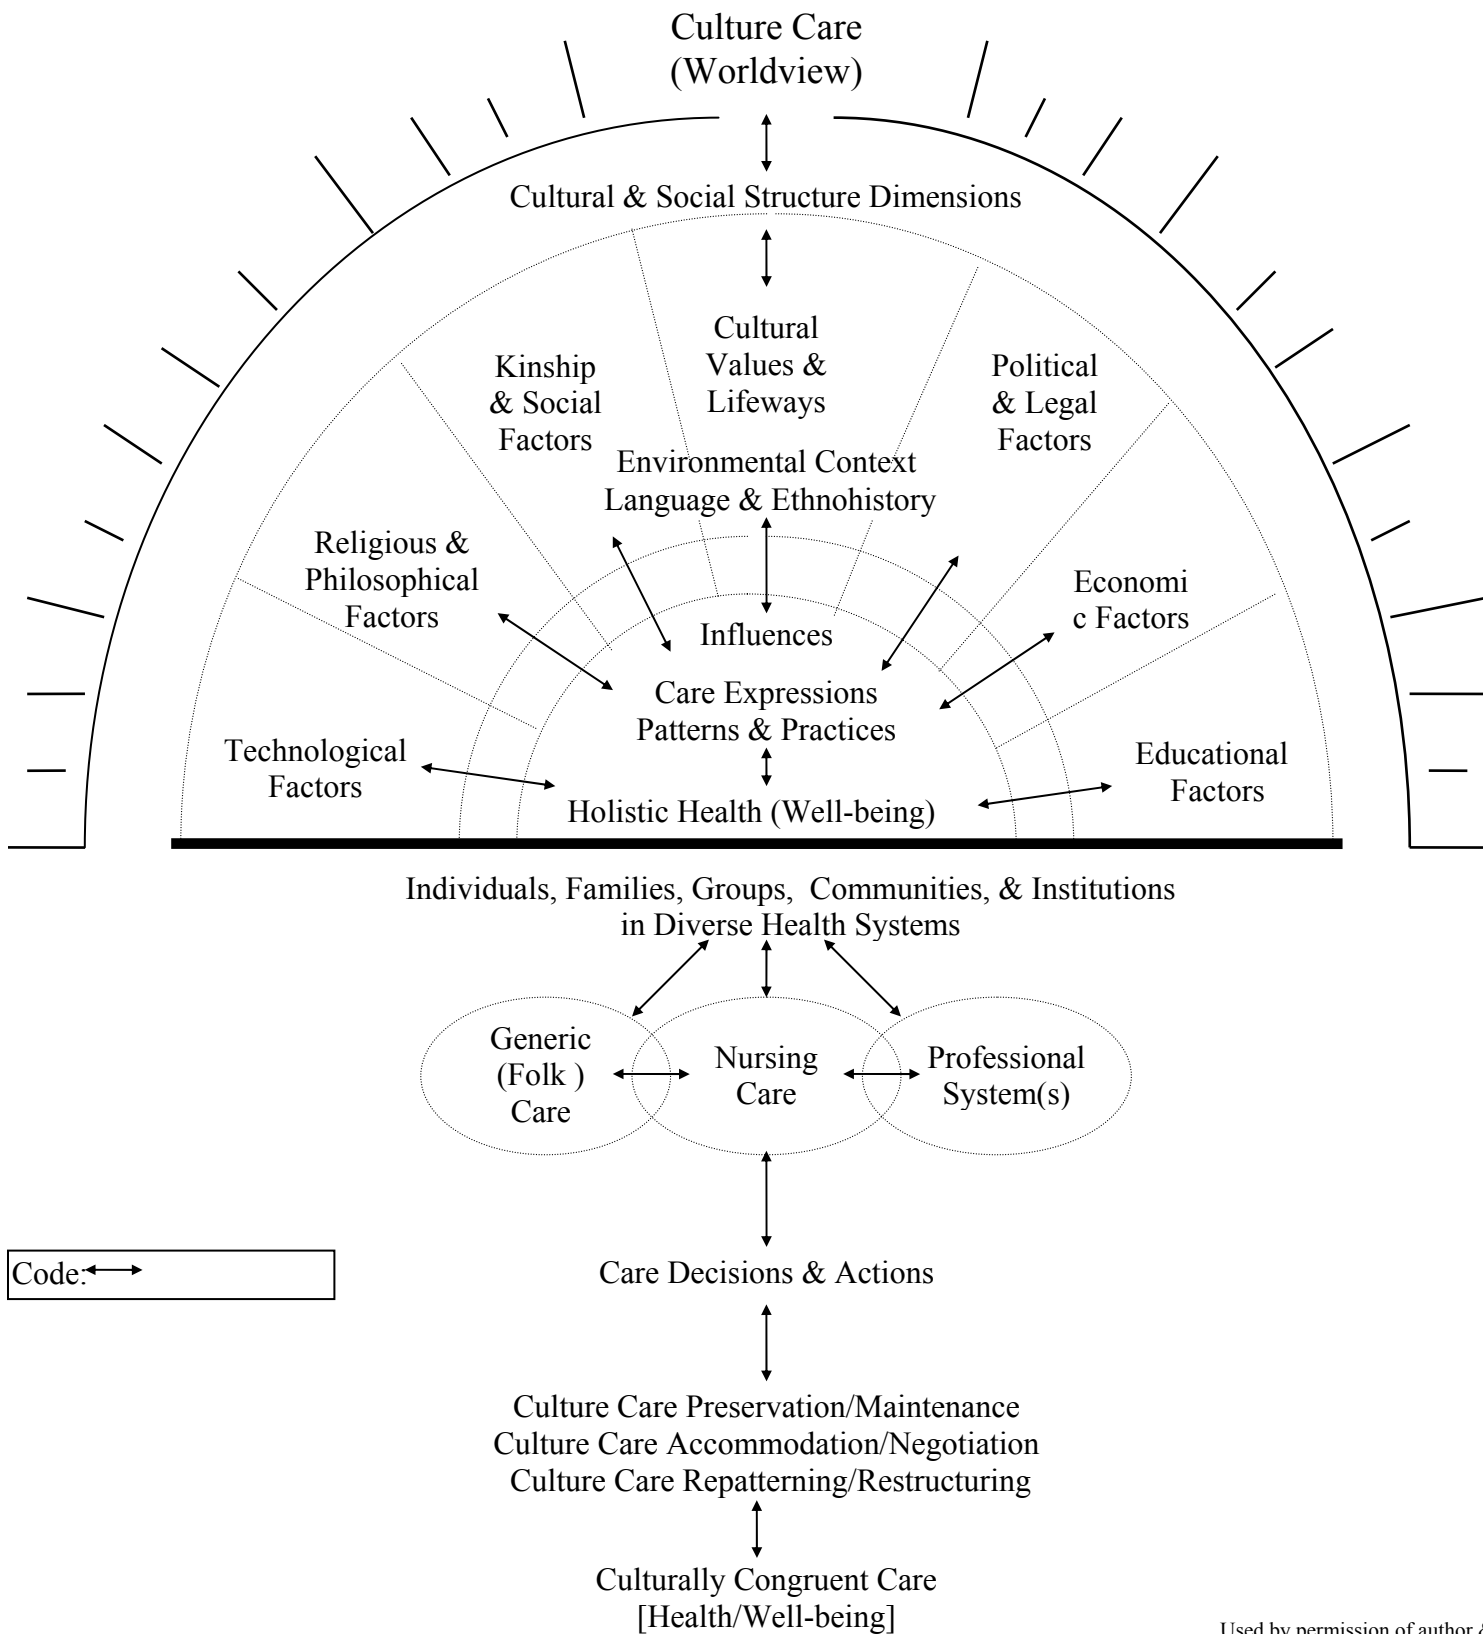 Culture Care
(Worldview)
Cultural & Social Structure Dimensions
Cultural
Values &
Lifeways
Kinship
& Social
Factors
Political
& Legal
Factors
Environmental Context
Language & Ethnohistory
Religious &
Philosophical
Factors
Economi
c Factors
Influences
Care Expressions
Patterns & Practices
Technological
Factors
Educational
Factors
Holistic Health (Well-being)
Individuals, Families, Groups, Communities, & Institutions
in Diverse Health Systems
Generic
(Folk )
Care
Nursing
Care
Professional
System(s)
Code:
Care Decisions & Actions
Culture Care Preservation/Maintenance
Culture Care Accommodation/Negotiation
Culture Care Repatterning/Restructuring
Culturally Congruent Care
[Health/Well-being]
Used by permission of author